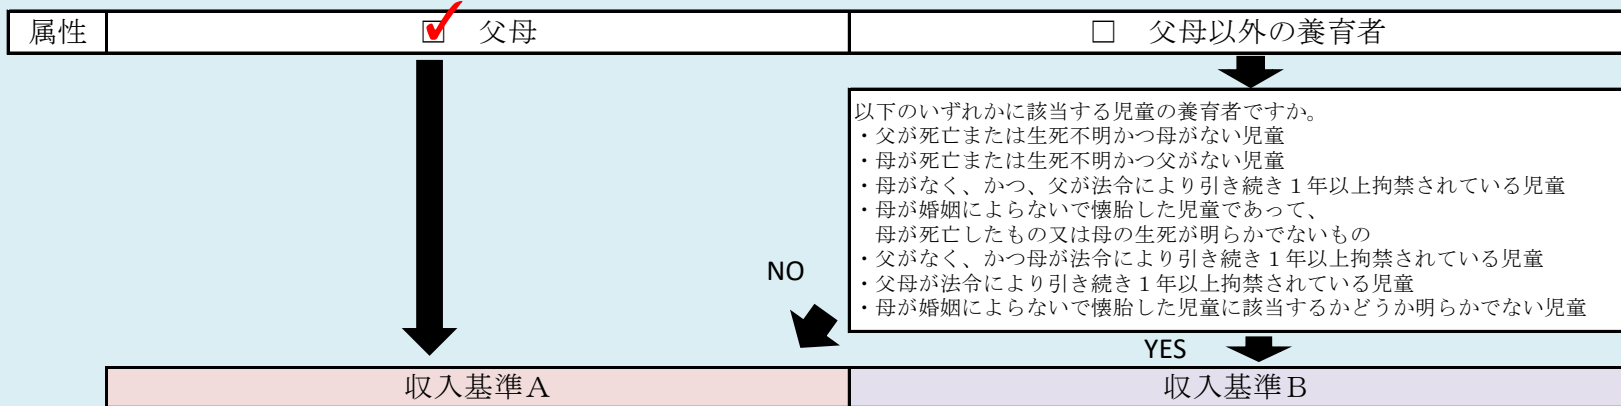 属性 ☑ 父母 □ 父母以外の養育者
以下のいずれかに該当する児童の養育者ですか。
・父が死亡または生死不明かつ母がない児童
・母が死亡または生死不明かつ父がない児童
・母がなく、かつ、父が法令により引き続き１年以上拘禁されている児童
・母が婚姻によらないで懐胎した児童であって、
母が死亡したもの又は母の生死が明らかでないもの
・父がなく、かつ母が法令により引き続き１年以上拘禁されている児童
・父母が法令により引き続き１年以上拘禁されている児童
・母が婚姻によらないで懐胎した児童に該当するかどうか明らかでない児童
NO
YES
収入基準Ａ 収入基準Ｂ